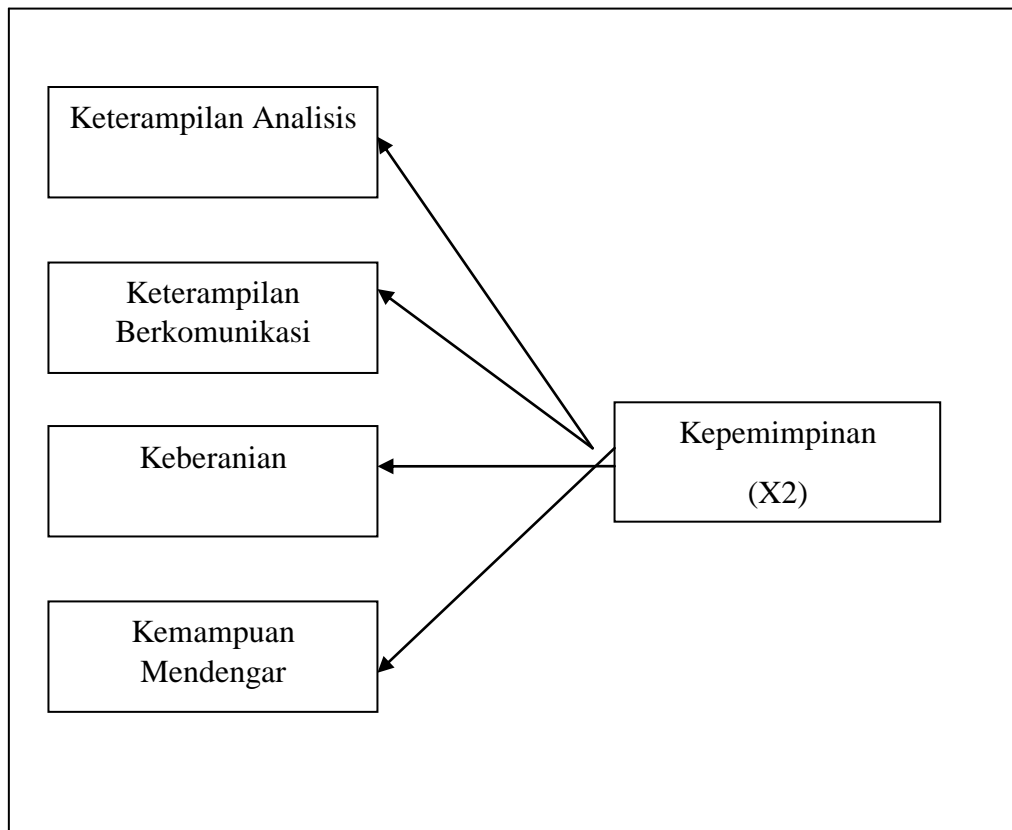 Keterampilan Analisis
Keterampilan
Berkomunikasi
Keberanian
Kemampuan
Mendengar
Kepemimpinan
(X2)